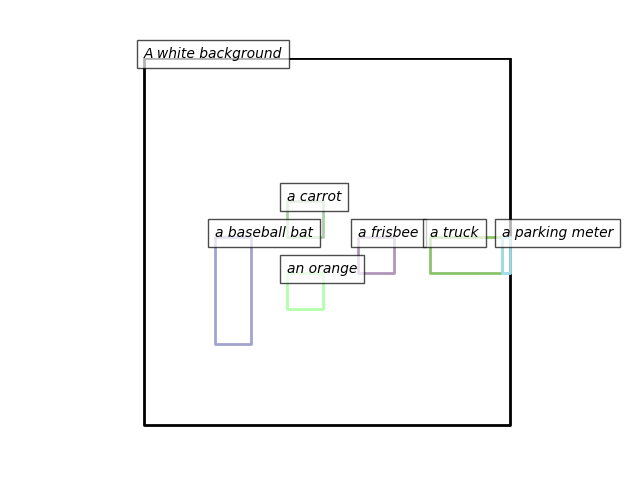 A white background
a carrot
a baseball bat
a frisbee
a truck
a parking meter
an orange